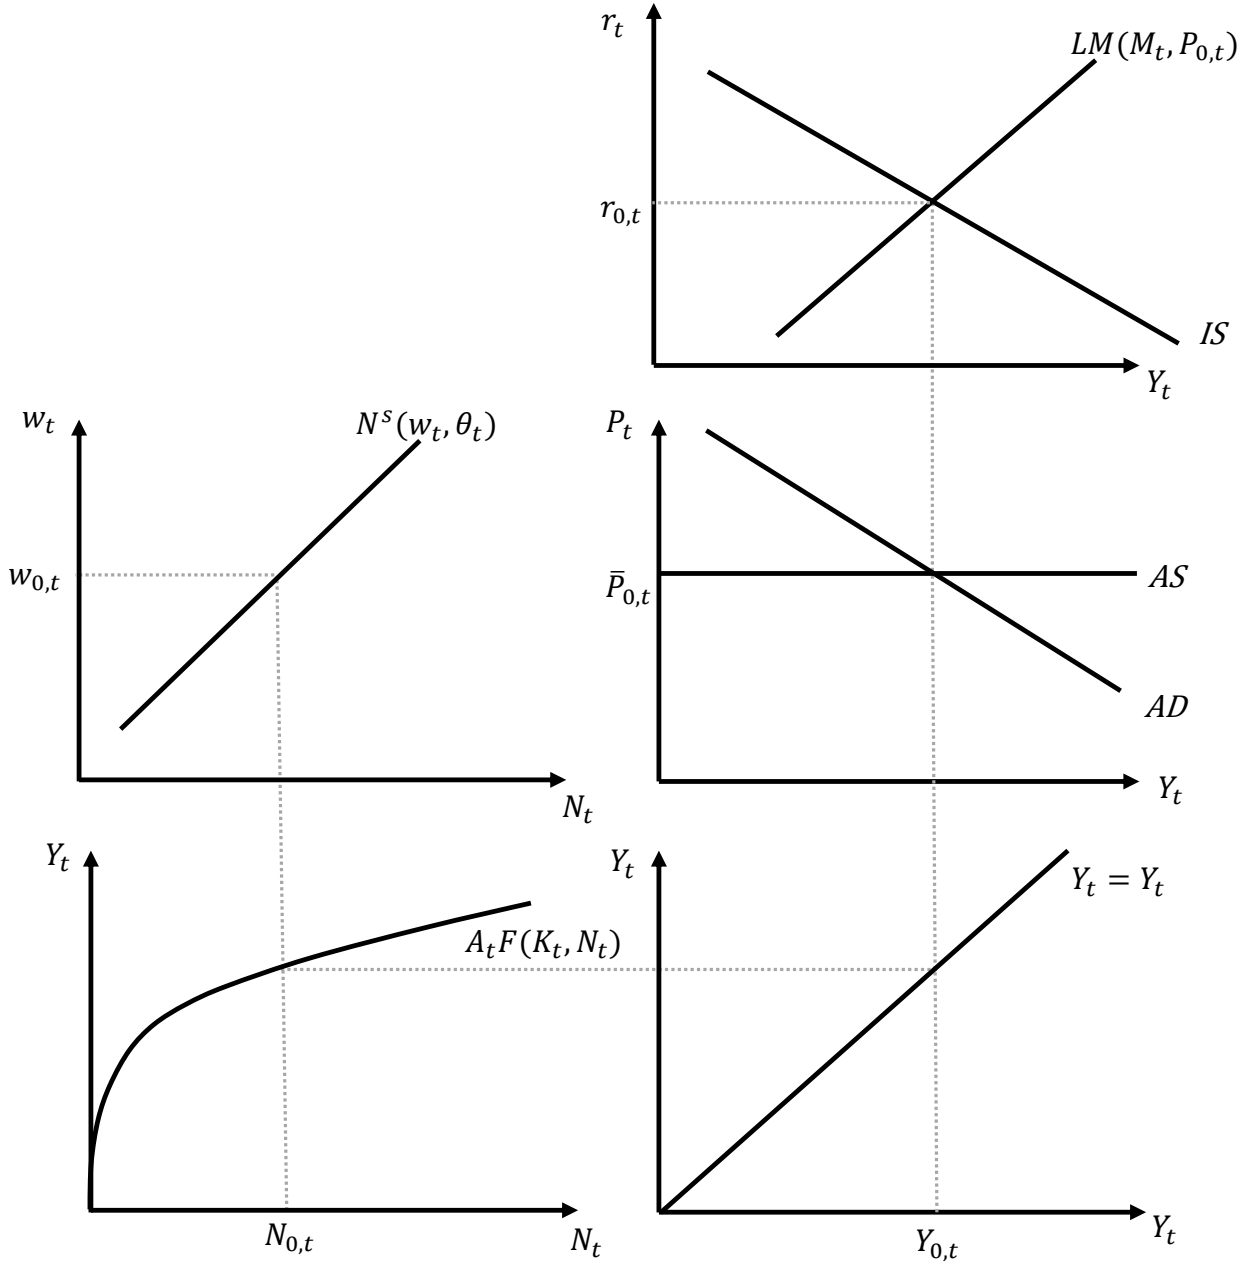 r_t
LM(M_t, P_{0,t})
r_{0,t}
IS
Y_t
w_t
N^s(w_t, θ_t)
P_t
w_{0,t}
P̄_{0,t}
AS
AD
N_t
Y_t
Y_t
Y_t
Y_t = Y_t
A_tF(K_t, N_t)
N_{0,t}
N_t
Y_{0,t}
Y_t